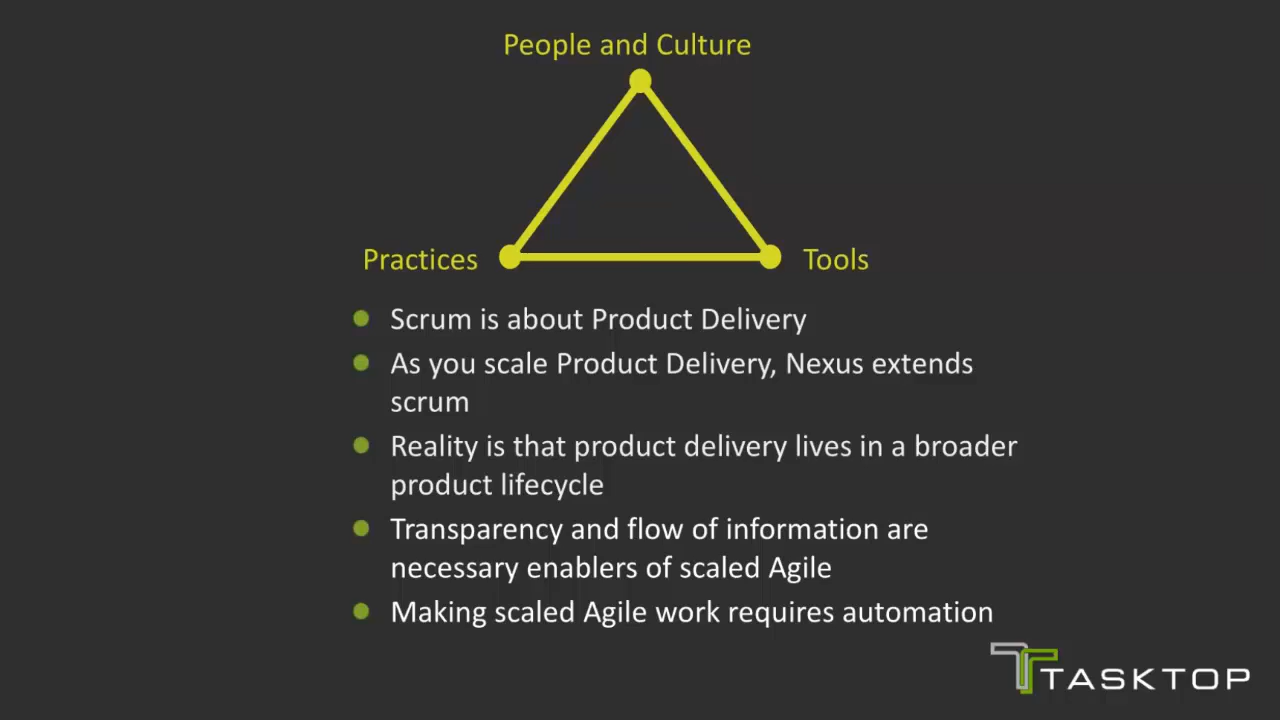 People and Culture
Practices
Tools
Scrum is about Product Delivery
As you scale Product Delivery, Nexus extends
scrum
Reality is that product delivery lives in a broader
product lifecycle
Transparency and flow of information are
necessary enablers of scaled Agile
Making scaled Agile work requires automation
TASKTOP